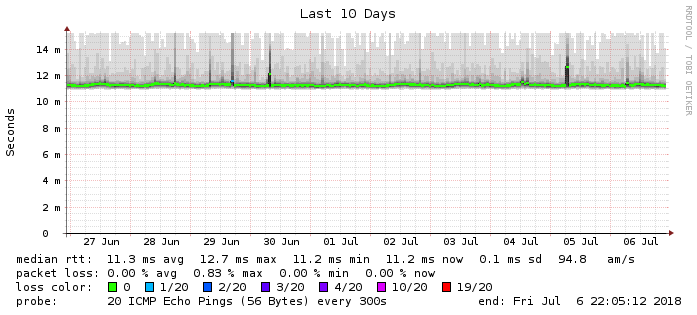 Last 10 Days
RRDTOOL / TOBI OETIKER
Seconds
14 m
12 m
10 m
8 m
6 m
4 m
2 m
0
27 Jun 28 Jun 29 Jun 30 Jun 01 Jul 02 Jul 03 Jul 04 Jul 05 Jul 06 Jul
median rtt: 11.3 ms avg 12.7 ms max 11.2 ms min 11.2 ms now 0.1 ms sd 94.8 am/s
packet loss: 0.00 % avg 0.83 % max 0.00 % min 0.00 % now
loss color: 0 1/20 2/20 3/20 4/20 10/20 19/20
probe: 20 ICMP Echo Pings (56 Bytes) every 300s end: Fri Jul 6 22:05:12 2018